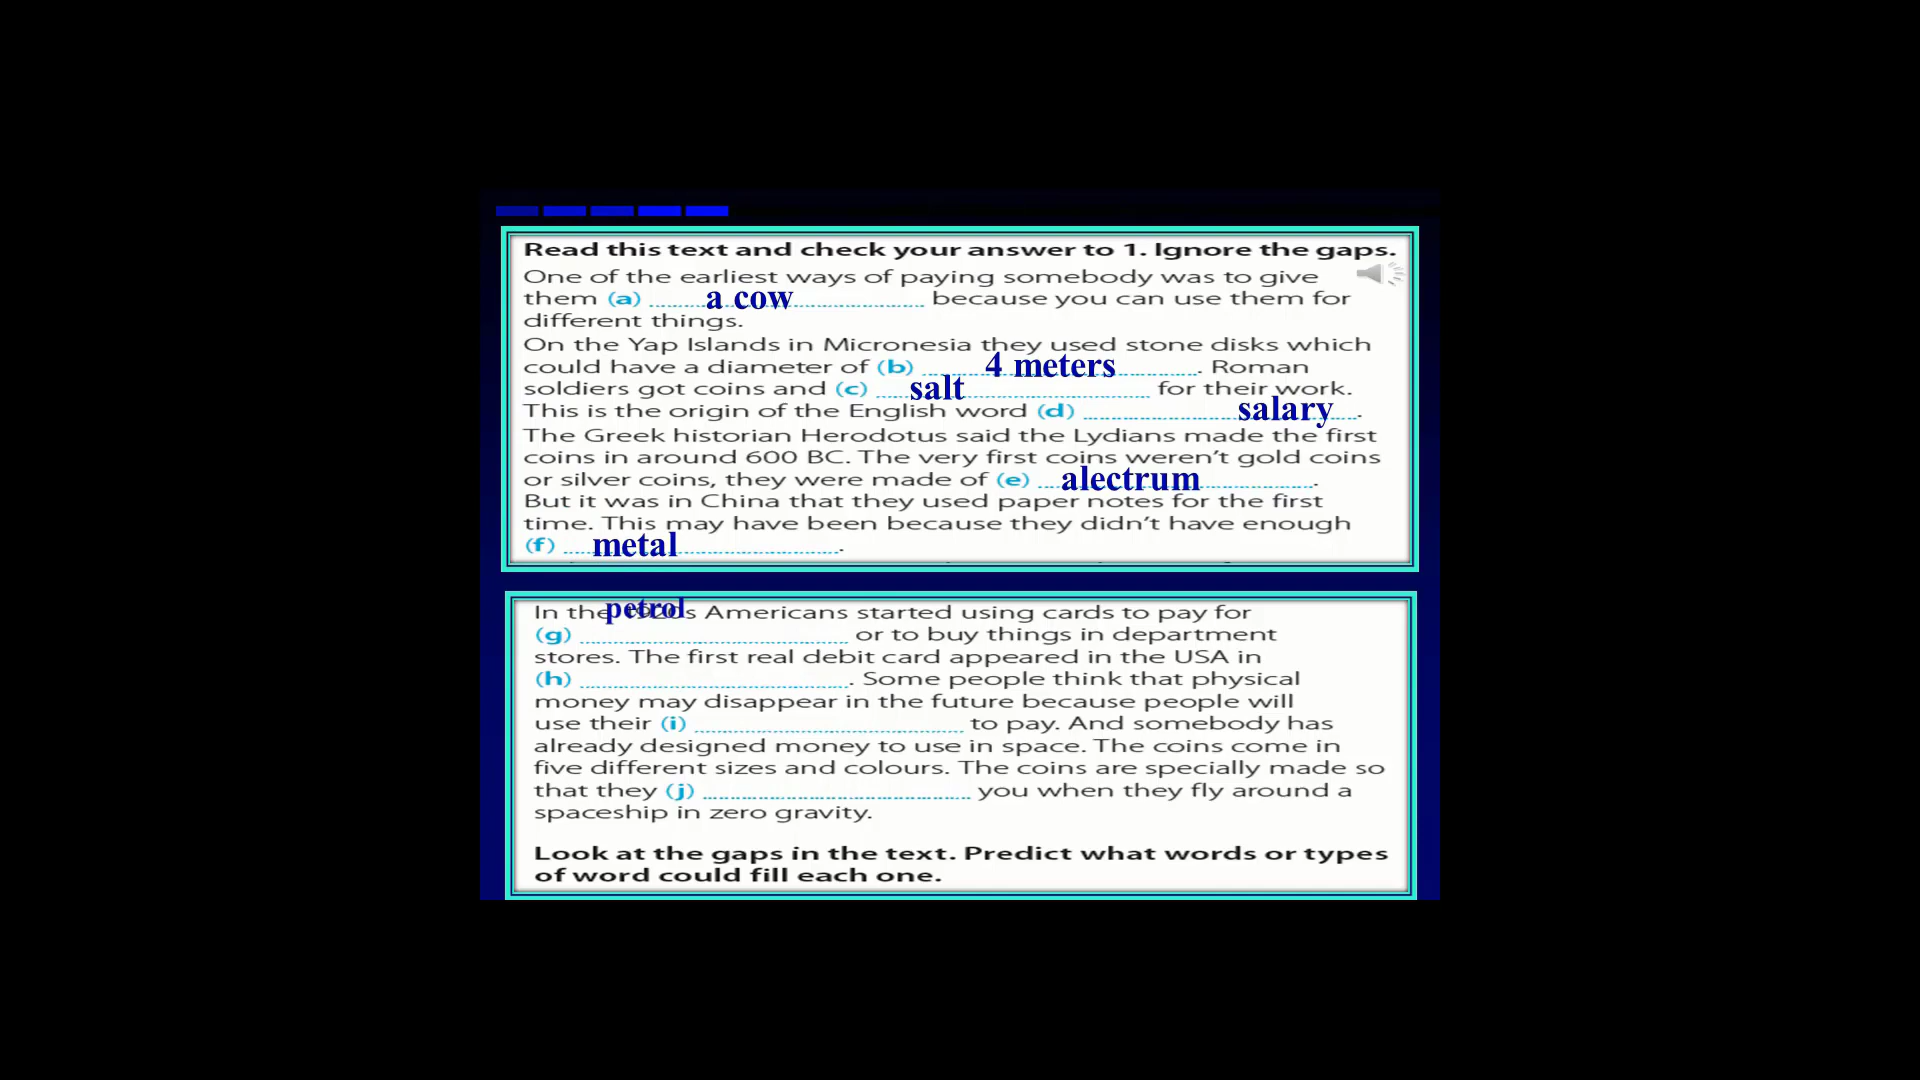 Read this text and check your answer to 1. Ignore the gaps.
One of the earliest ways of paying somebody was to give
them (a) a cow because you can use them for
different things.
On the Yap Islands in Micronesia they used stone disks which
could have a diameter of (b) 4 meters. Roman
soldiers got coins and (c) salt for their work.
This is the origin of the English word (d) salary.
The Greek historian Herodotus said the Lydians made the first
coins in around 600 BC. The very first coins weren't gold coins
or silver coins, they were made of (e) alectrum.
But it was in China that they used paper notes for the first
time. This may have been because they didn't have enough
(f) metal.
petrol
In the s Americans started using cards to pay for
(g) or to buy things in department
stores. The first real debit card appeared in the USA in
(h) . Some people think that physical
money may disappear in the future because people will
use their (i) to pay. And somebody has
already designed money to use in space. The coins come in
five different sizes and colours. The coins are specially made so
that they (j) you when they fly around a
spaceship in zero gravity.
Look at the gaps in the text. Predict what words or types
of word could fill each one.